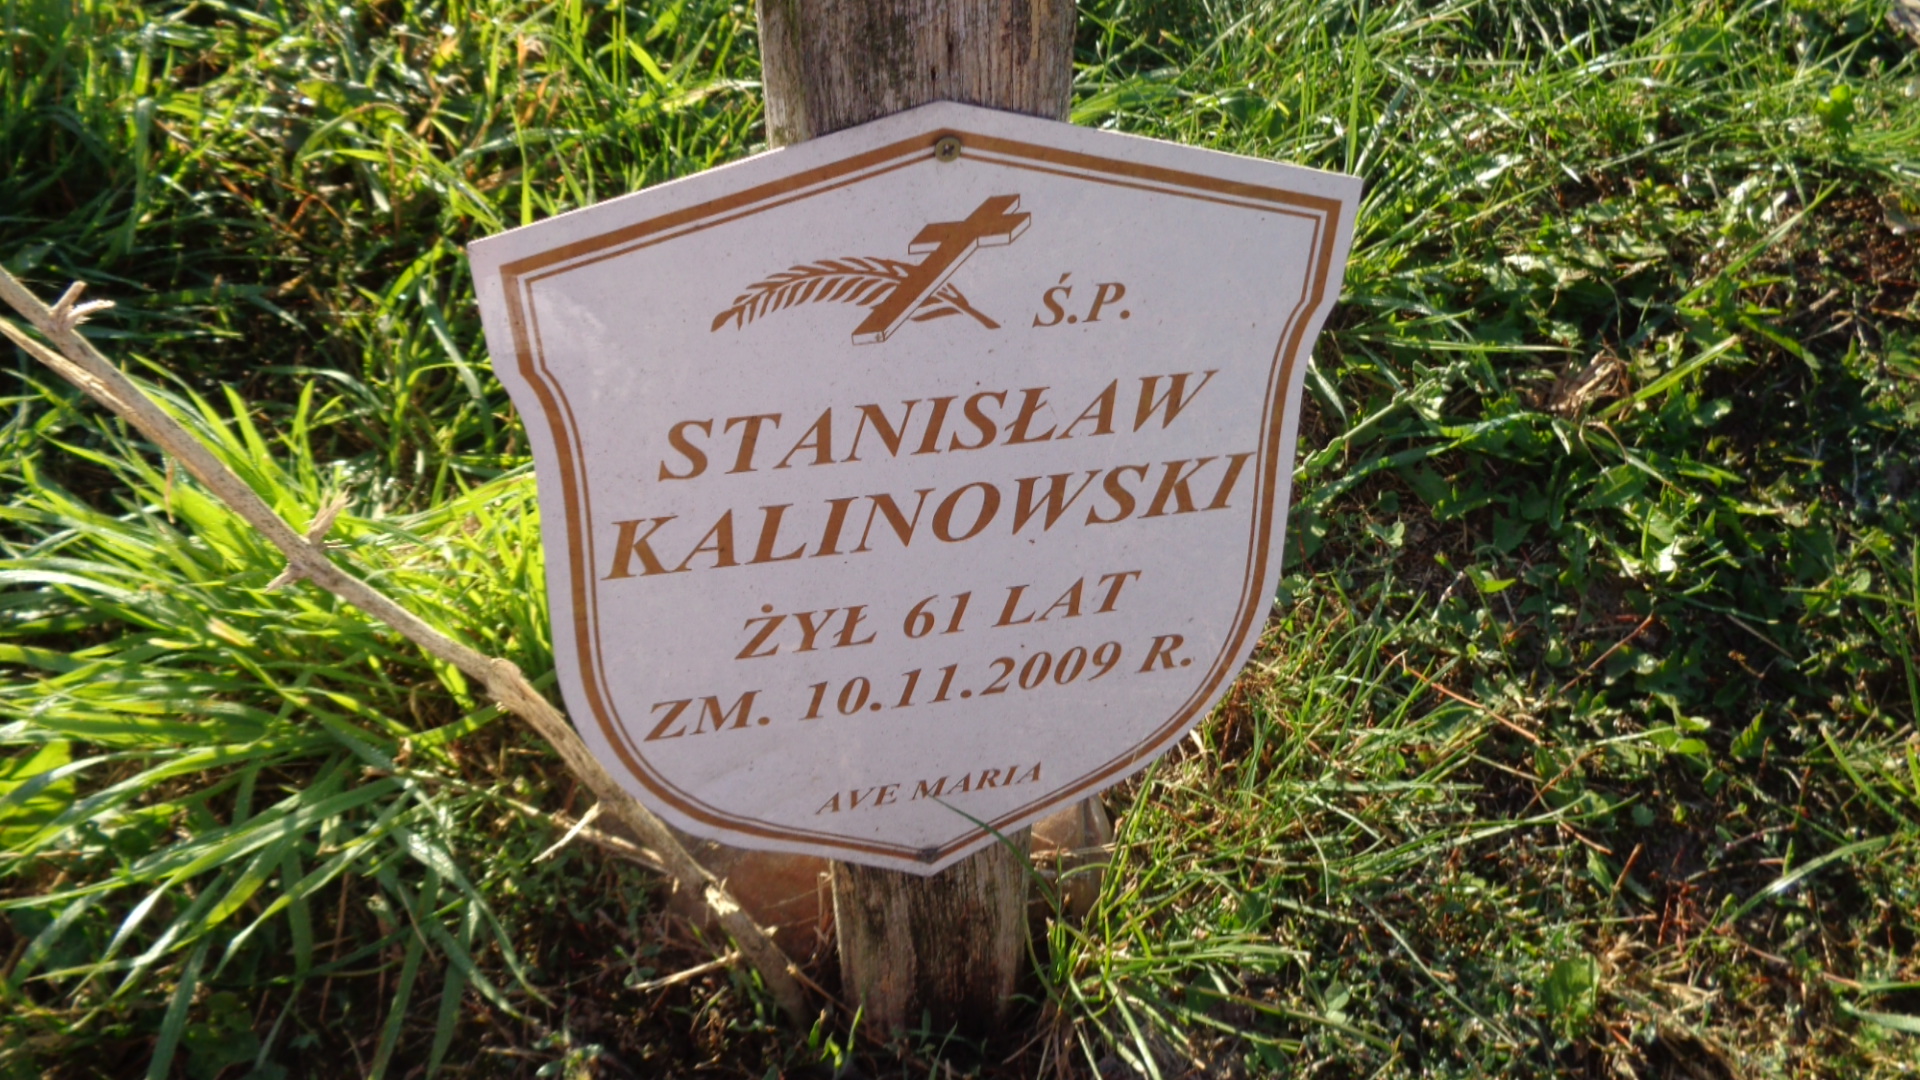 Ś.P.
STANISŁAW
KALINOWSKI
ŻYŁ 61 LAT
ZM. 10.11.2009 R.
AVE MARIA